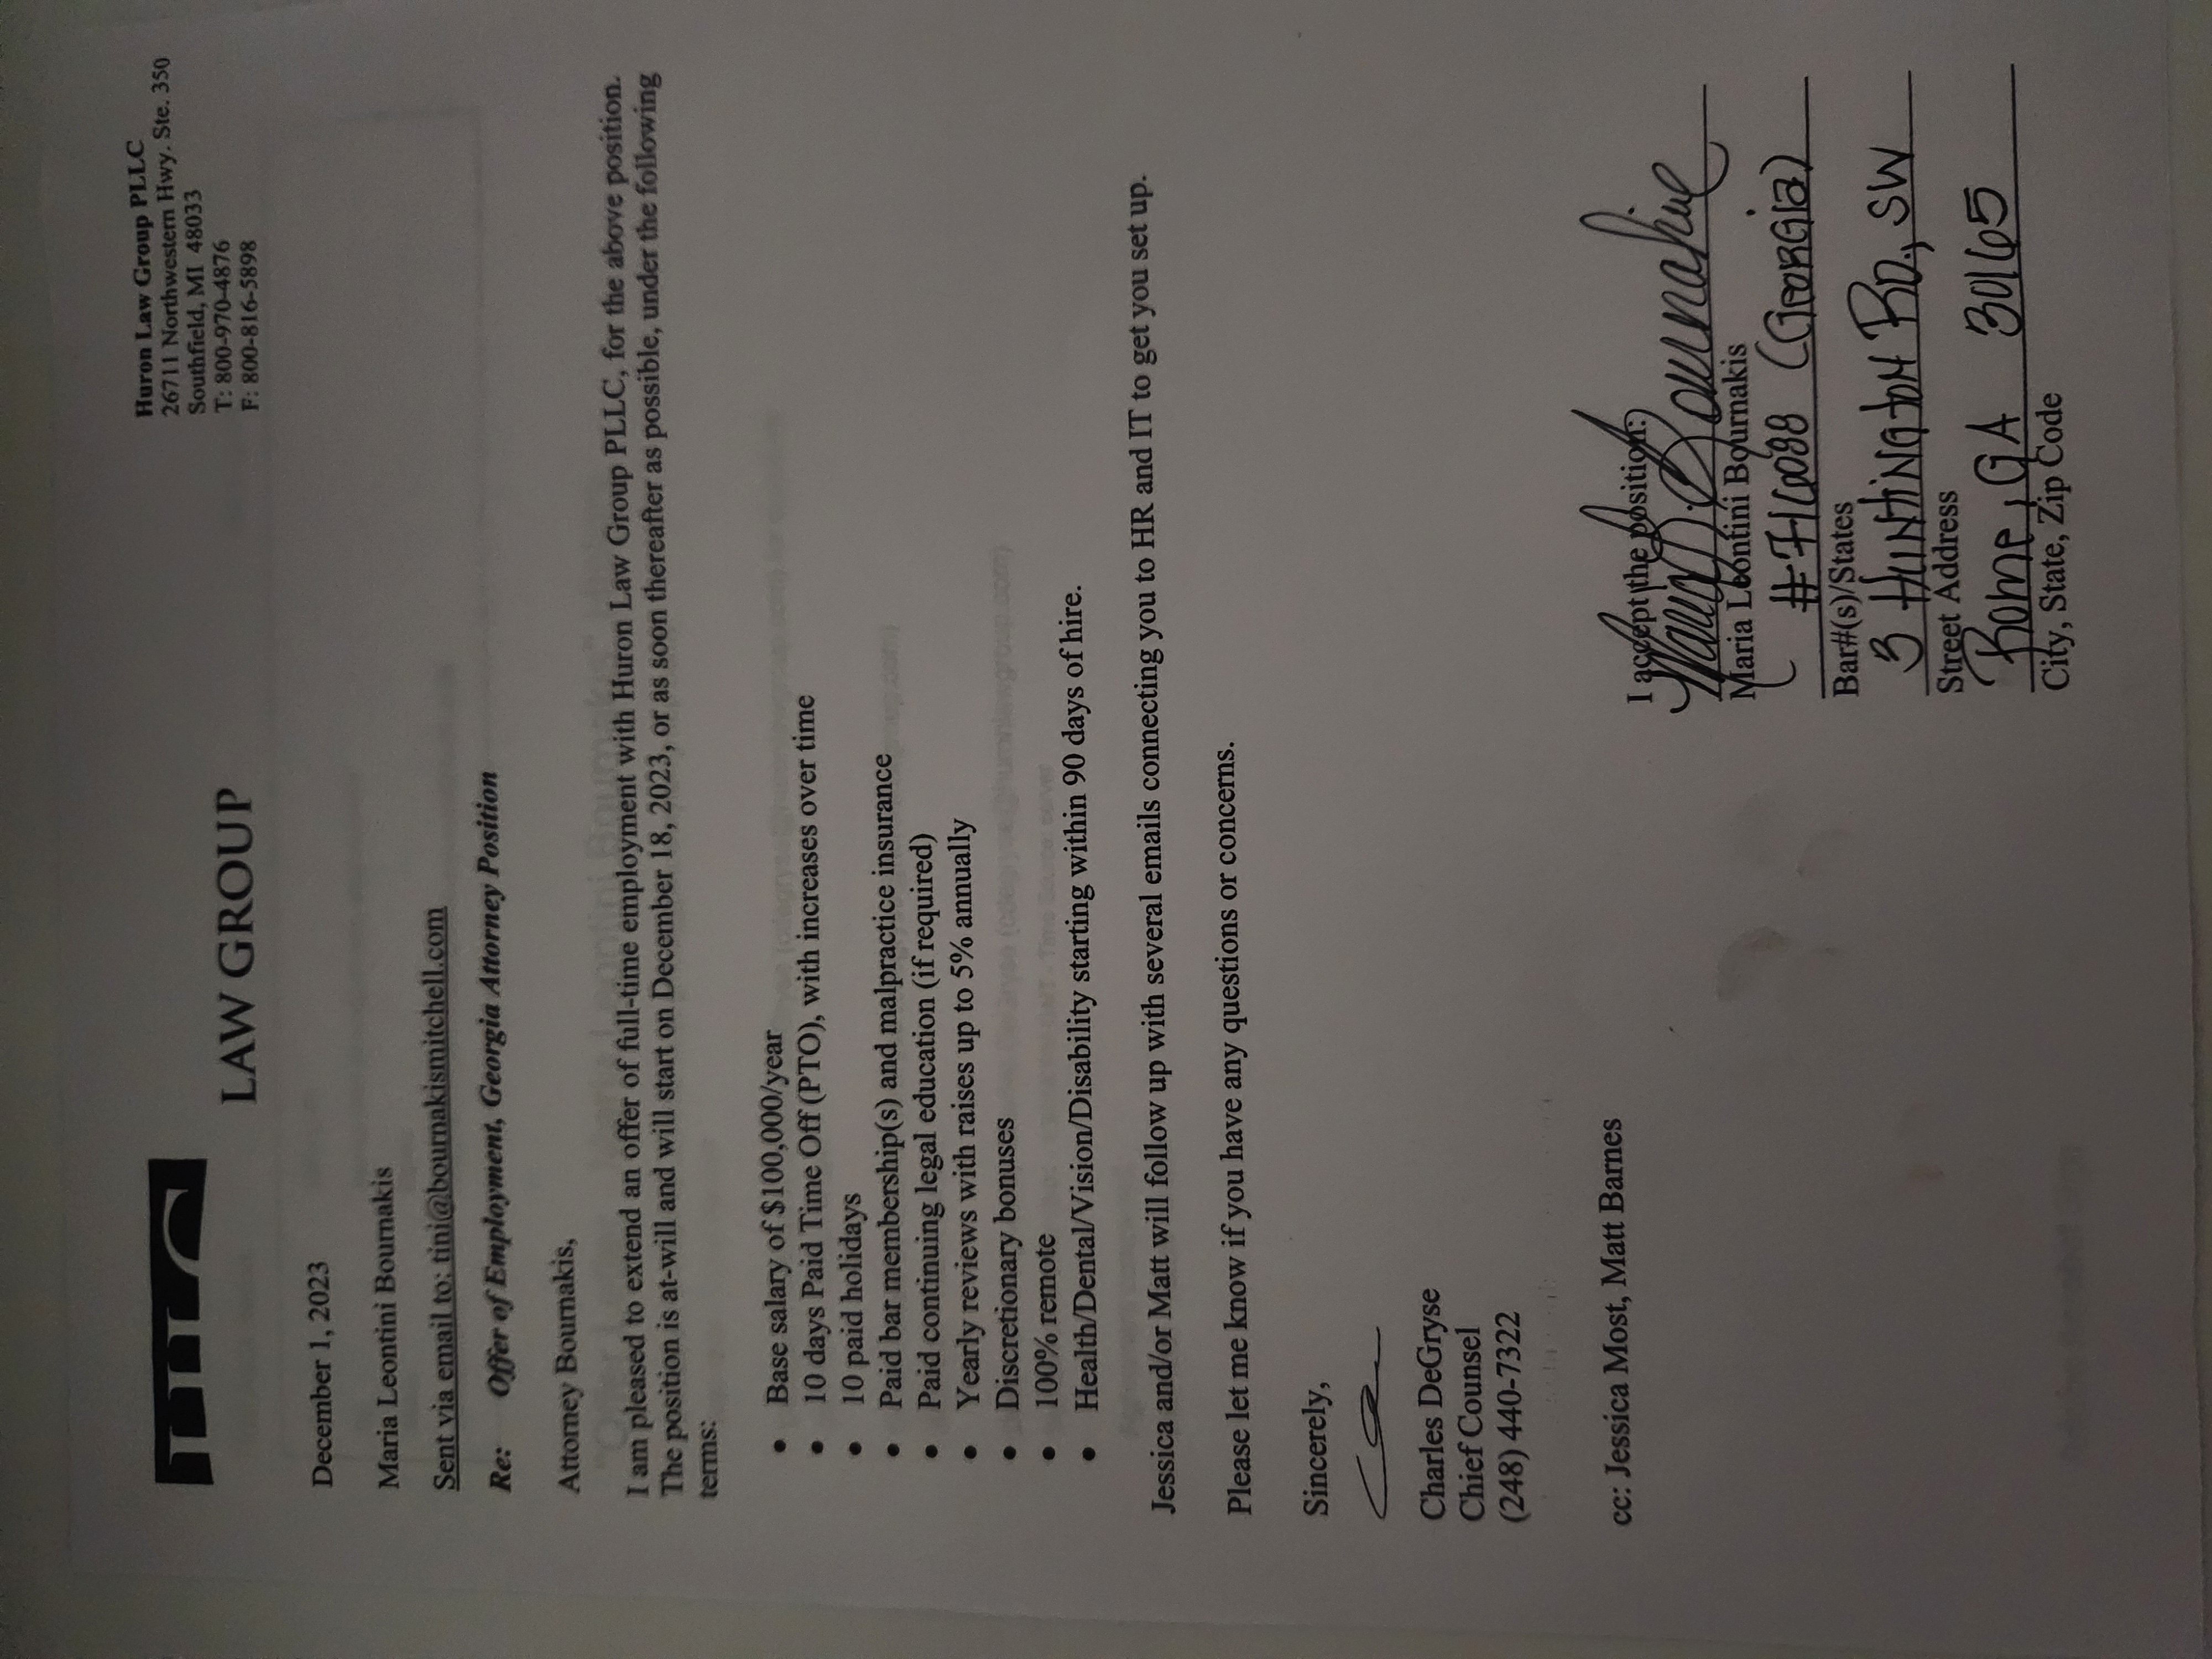 HLG
LAW GROUP
Huron Law Group PLLC
26711 Northwestern Hwy. Ste. 350
Southfield, MI 48033
T: 800-970-4876
F: 800-816-5898
December 1, 2023
Maria Leontini Bournakis
Sent via email to: tini@bournakismitchell.com
Re: Offer of Employment, Georgia Attorney Position
Attorney Bournakis,
I am pleased to extend an offer of full-time employment with Huron Law Group PLLC, for the above position.
The position is at-will and will start on December 18, 2023, or as soon thereafter as possible, under the following
terms:
• Base salary of $100,000/year
• 10 days Paid Time Off (PTO), with increases over time
• 10 paid holidays
• Paid bar membership(s) and malpractice insurance
• Paid continuing legal education (if required)
• Yearly reviews with raises up to 5% annually
• Discretionary bonuses
• 100% remote
• Health/Dental/Vision/Disability starting within 90 days of hire.
Jessica and/or Matt will follow up with several emails connecting you to HR and IT to get you set up.
Please let me know if you have any questions or concerns.
Sincerely,
Charles DeGryse
Chief Counsel
(248) 440-7322
cc: Jessica Most, Matt Barnes
I accept the position:
Maria L. Bournakis
Maria Leontini Bournakis
#716088 (Georgia)
Bar#(s)/States
3 Huntington Rd., SW
Street Address
Rome, GA 30165
City, State, Zip Code